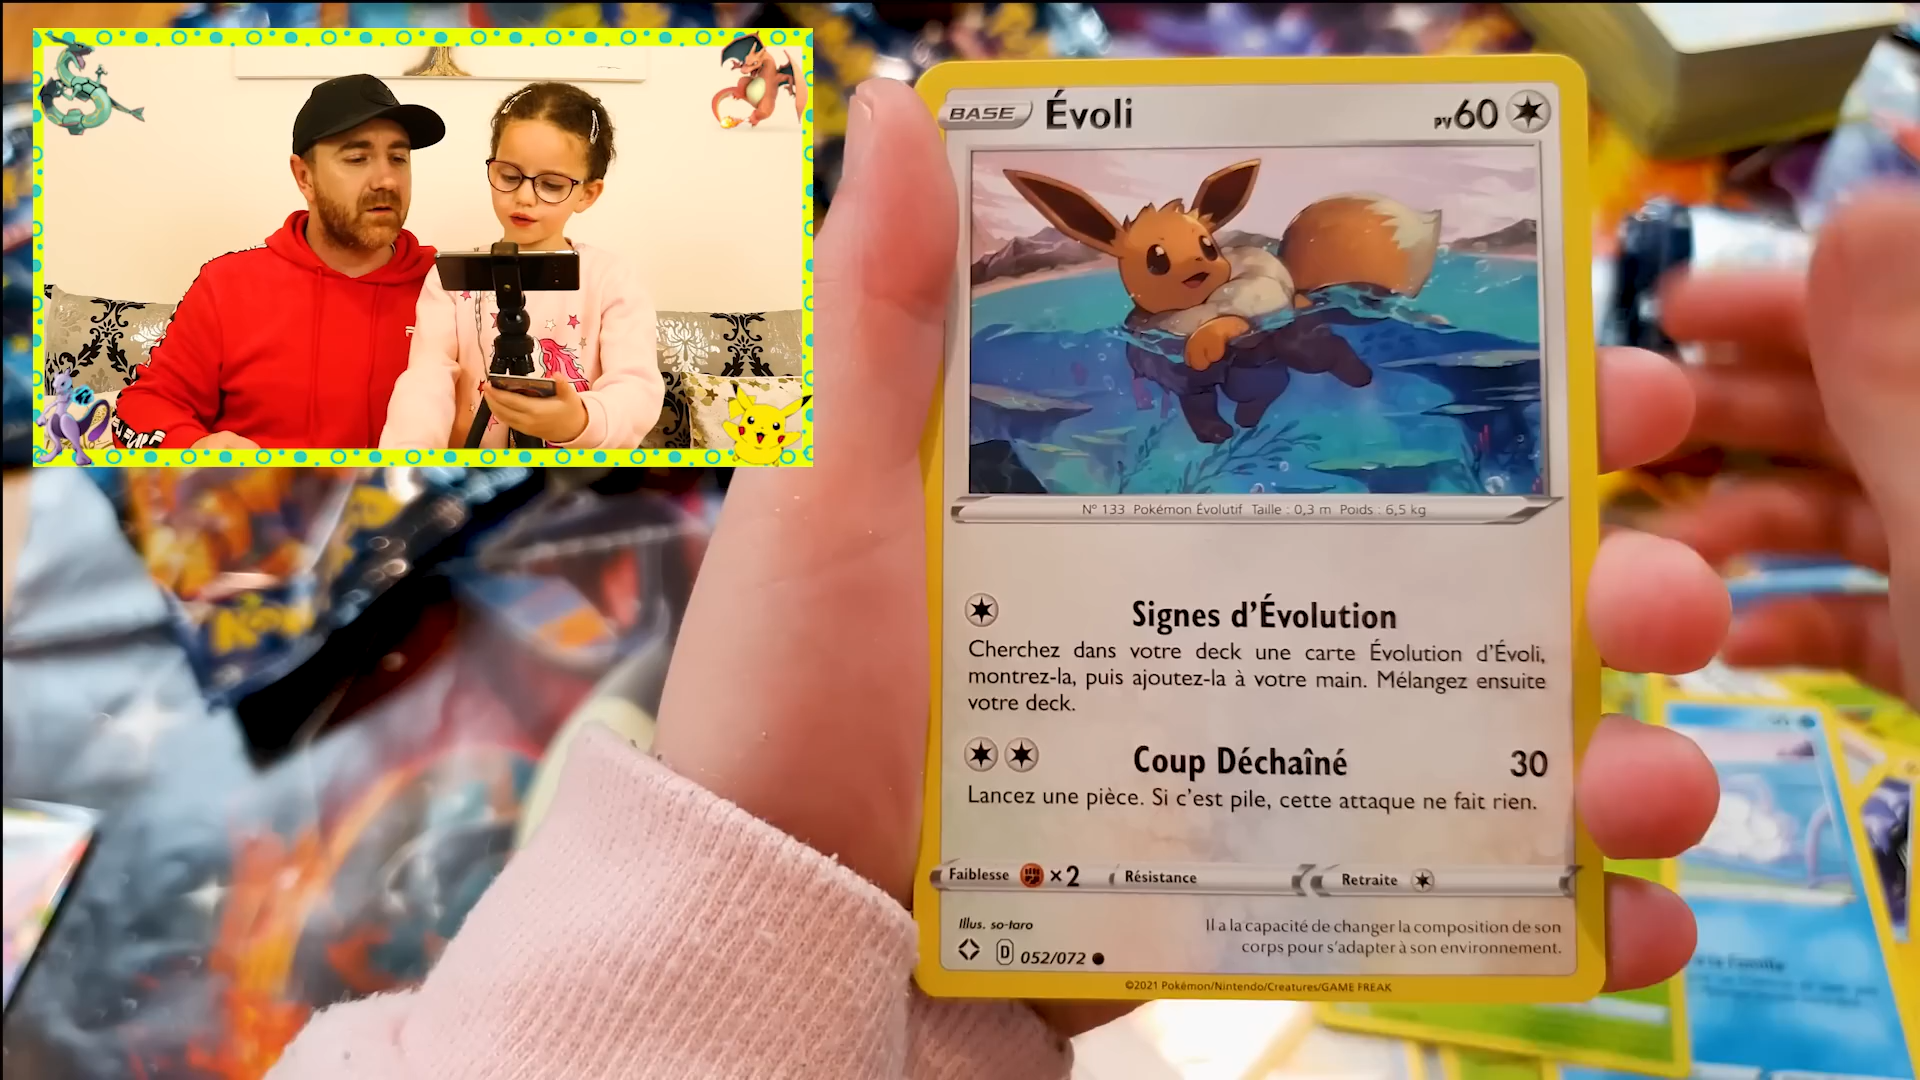 BASE Évoli PV60
N° 133 Pokémon Évolutif Taille : 0,3 m Poids : 6,5 kg
Signes d'Évolution
Cherchez dans votre deck une carte Évolution d'Évoli,
montrez-la, puis ajoutez-la à votre main. Mélangez ensuite
votre deck.
Coup Déchaîné 30
Lancez une pièce. Si c'est pile, cette attaque ne fait rien.
Faiblesse ×2 Résistance Retraite
Illus. so-taro
Il a la capacité de changer la composition de son
corps pour s'adapter à son environnement.
D 052/072
©2021 Pokémon/Nintendo/Creatures/GAME FREAK